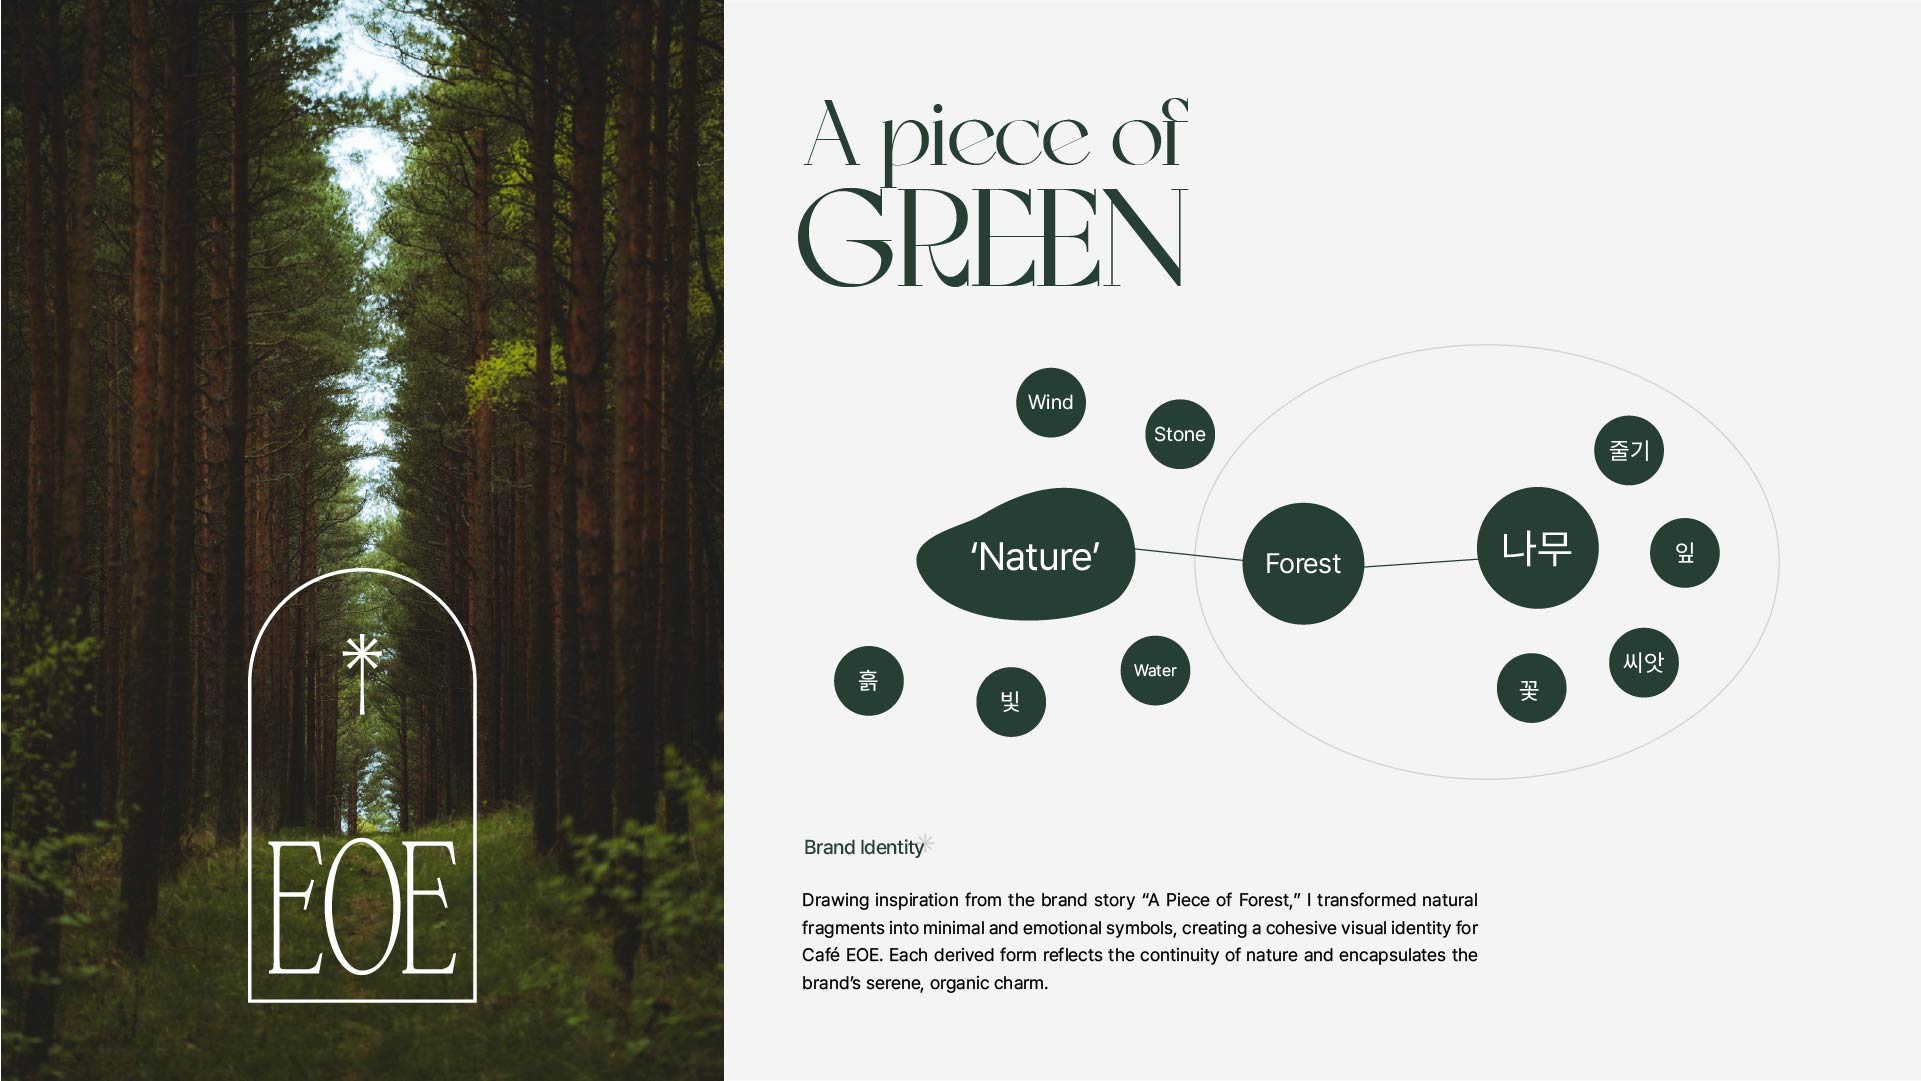 EOE
A piece of
GREEN
Wind
Stone
‘Nature’
Forest
나무
줄기
잎
씨앗
꽃
Water
빛
흙
Brand Identity
Drawing inspiration from the brand story “A Piece of Forest,” I transformed natural
fragments into minimal and emotional symbols, creating a cohesive visual identity for
Café EOE. Each derived form reflects the continuity of nature and encapsulates the
brand’s serene, organic charm.